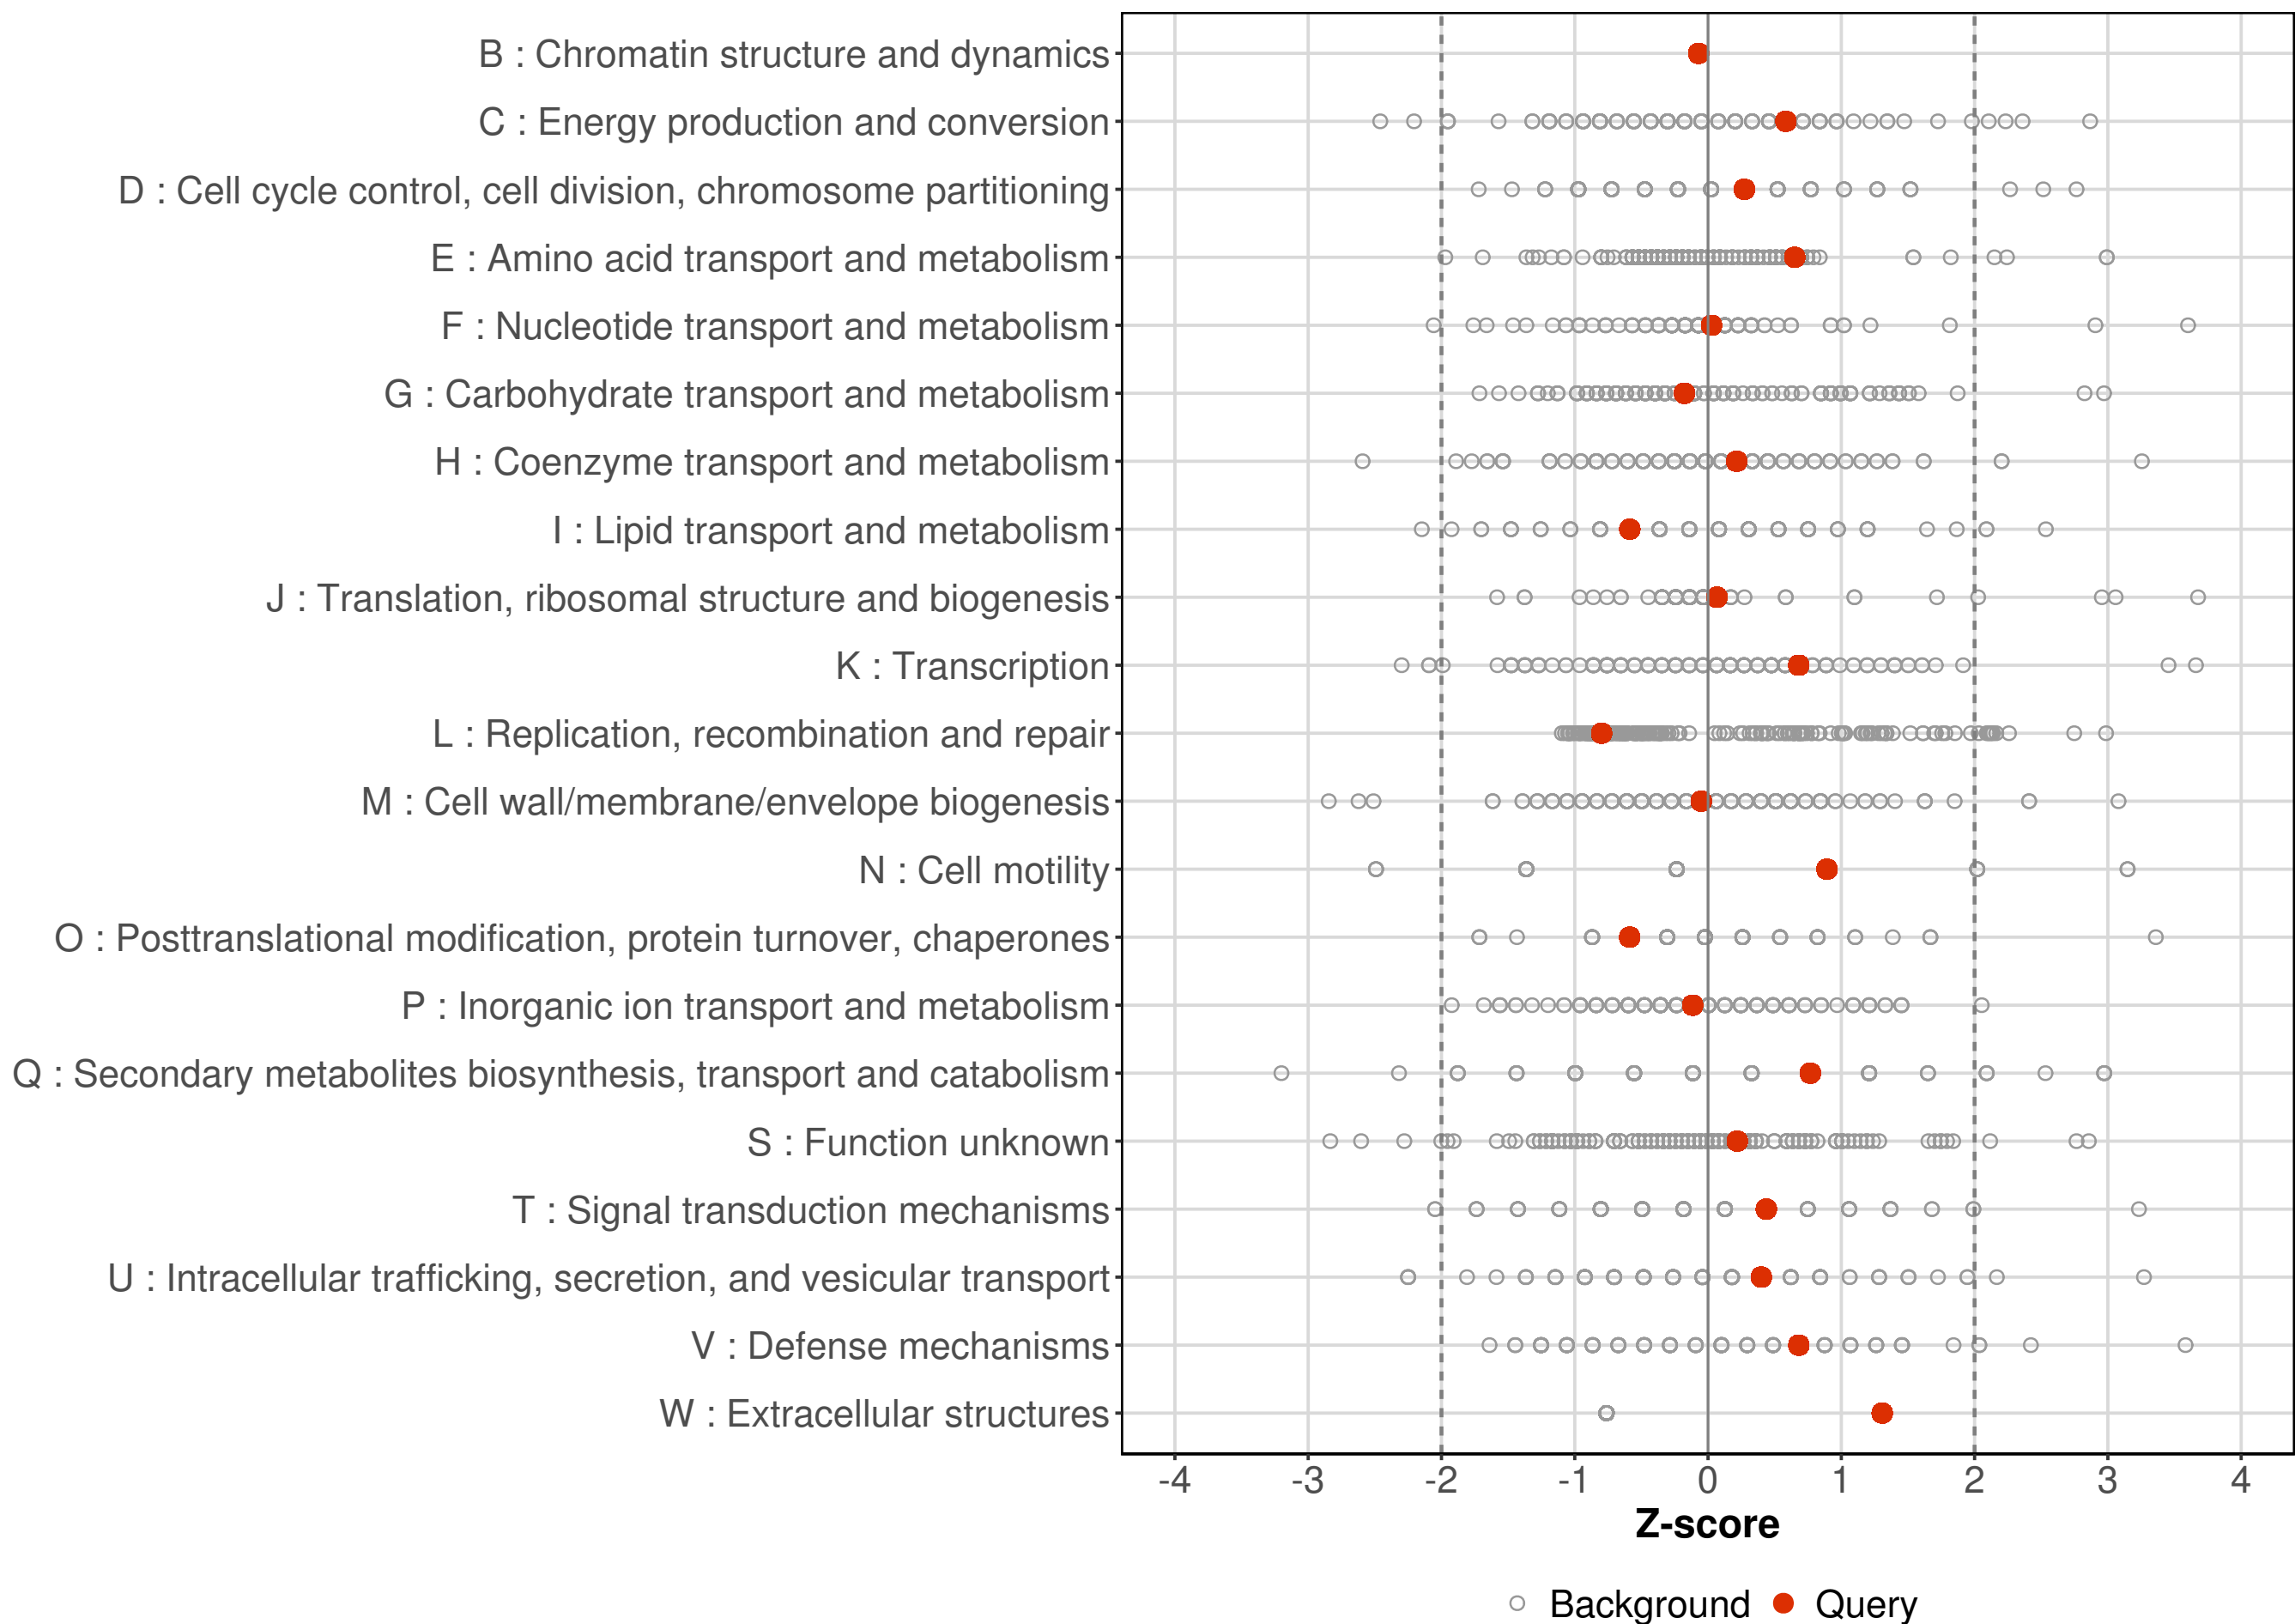 B : Chromatin structure and dynamics
C : Energy production and conversion
D : Cell cycle control, cell division, chromosome partitioning
E : Amino acid transport and metabolism
F : Nucleotide transport and metabolism
G : Carbohydrate transport and metabolism
H : Coenzyme transport and metabolism
I : Lipid transport and metabolism
J : Translation, ribosomal structure and biogenesis
K : Transcription
L : Replication, recombination and repair
M : Cell wall/membrane/envelope biogenesis
N : Cell motility
O : Posttranslational modification, protein turnover, chaperones
P : Inorganic ion transport and metabolism
Q : Secondary metabolites biosynthesis, transport and catabolism
S : Function unknown
T : Signal transduction mechanisms
U : Intracellular trafficking, secretion, and vesicular transport
V : Defense mechanisms
W : Extracellular structures
-4 -3 -2 -1 0 1 2 3 4
Z-score
Background Query